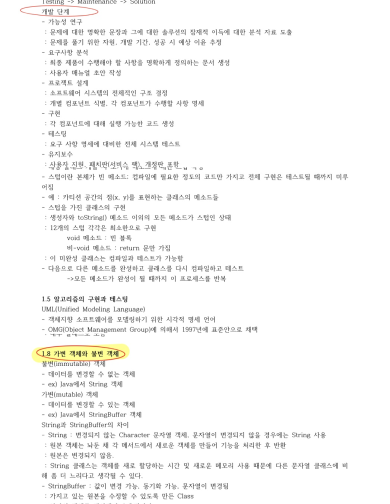 Testing -> Maintenance -> Solution
개발 단계
- 가능성 연구
: 문제에 대한 명확한 문장과 그에 대한 솔루션의 잠재적 이득에 대한 분석 자료 도출
: 문제를 풀기 위한 자원, 개발 기간, 성공 시 예상 이윤 추정
- 요구사항 분석
: 최종 제품이 수행해야 할 사항을 명확하게 정의하는 문서 생성
: 사용자 매뉴얼 초안 작성
- 프로젝트 설계
: 소프트웨어 시스템의 전체적인 구조 결정
: 개별 컴포넌트 식별, 각 컴포넌트가 수행할 사항 명세
- 구현
: 각 컴포넌트에 대해 실행 가능한 코드 생성
- 테스팅
: 요구 사항 명세에 대비한 전체 시스템 테스트
- 유지보수
: 사용자 지원, 패치판(서비스 팩), 개정판 포함
- 스텁이란 본체가 빈 메소드: 컴파일에 필요한 정도의 코드만 가지고 전체 구현은 테스트될 때까지 미루어짐
- 예 : 카티션 공간의 점(x, y)를 표현하는 클래스의 메소드들
- 스텁을 가진 클래스의 구현
: 생성자와 toString() 메소드 이외의 모든 메소드가 스텁인 상태
: 12개의 스텁 각각은 최소한으로 구현
void 메소드 : 빈 블록
비-void 메소드 : return 문만 가짐
: 이 미완성 클래스는 컴파일과 테스트가 가능함
- 다음으로 다른 메소드를 완성하고 클래스를 다시 컴파일하고 테스트
->모든 메소드가 완성이 될 때까지 이 프로세스를 반복
1.5 알고리즘의 구현과 테스팅
UML(Unified Modeling Language)
- 객체지향 소프트웨어를 모델링하기 위한 시각적 명세 언어
- OMG(Object Management Group)에 의해서 1997년에 표준안으로 채택
1.8 가변 객체와 불변 객체
불변(immutable) 객체
- 데이터를 변경할 수 없는 객체
- ex) Java에서 String 객체
가변(mutable) 객체
- 데이터를 변경할 수 있는 객체
- ex) Java에서 StringBuffer 객체
String과 StringBuffer의 차이
- String : 변경되지 않는 Character 문자열 객체. 문자열이 변경되지 않을 경우에는 String 사용
: 원본 객체는 놔둔 채 각 메서드에서 새로운 객체를 만들어 기능을 처리한 후 반환
: 원본은 변경되지 않음.
: String 클래스는 객체를 새로 할당하는 시간 및 새로운 메모리 사용 때문에 다른 문자열 클래스에 비해 좀 더 느리다고 생각될 수 있다.
- StringBuffer : 값이 변경 가능, 동기화 가능. 문자열이 변경됨
: 가지고 있는 원본을 수정할 수 있도록 만든 Class